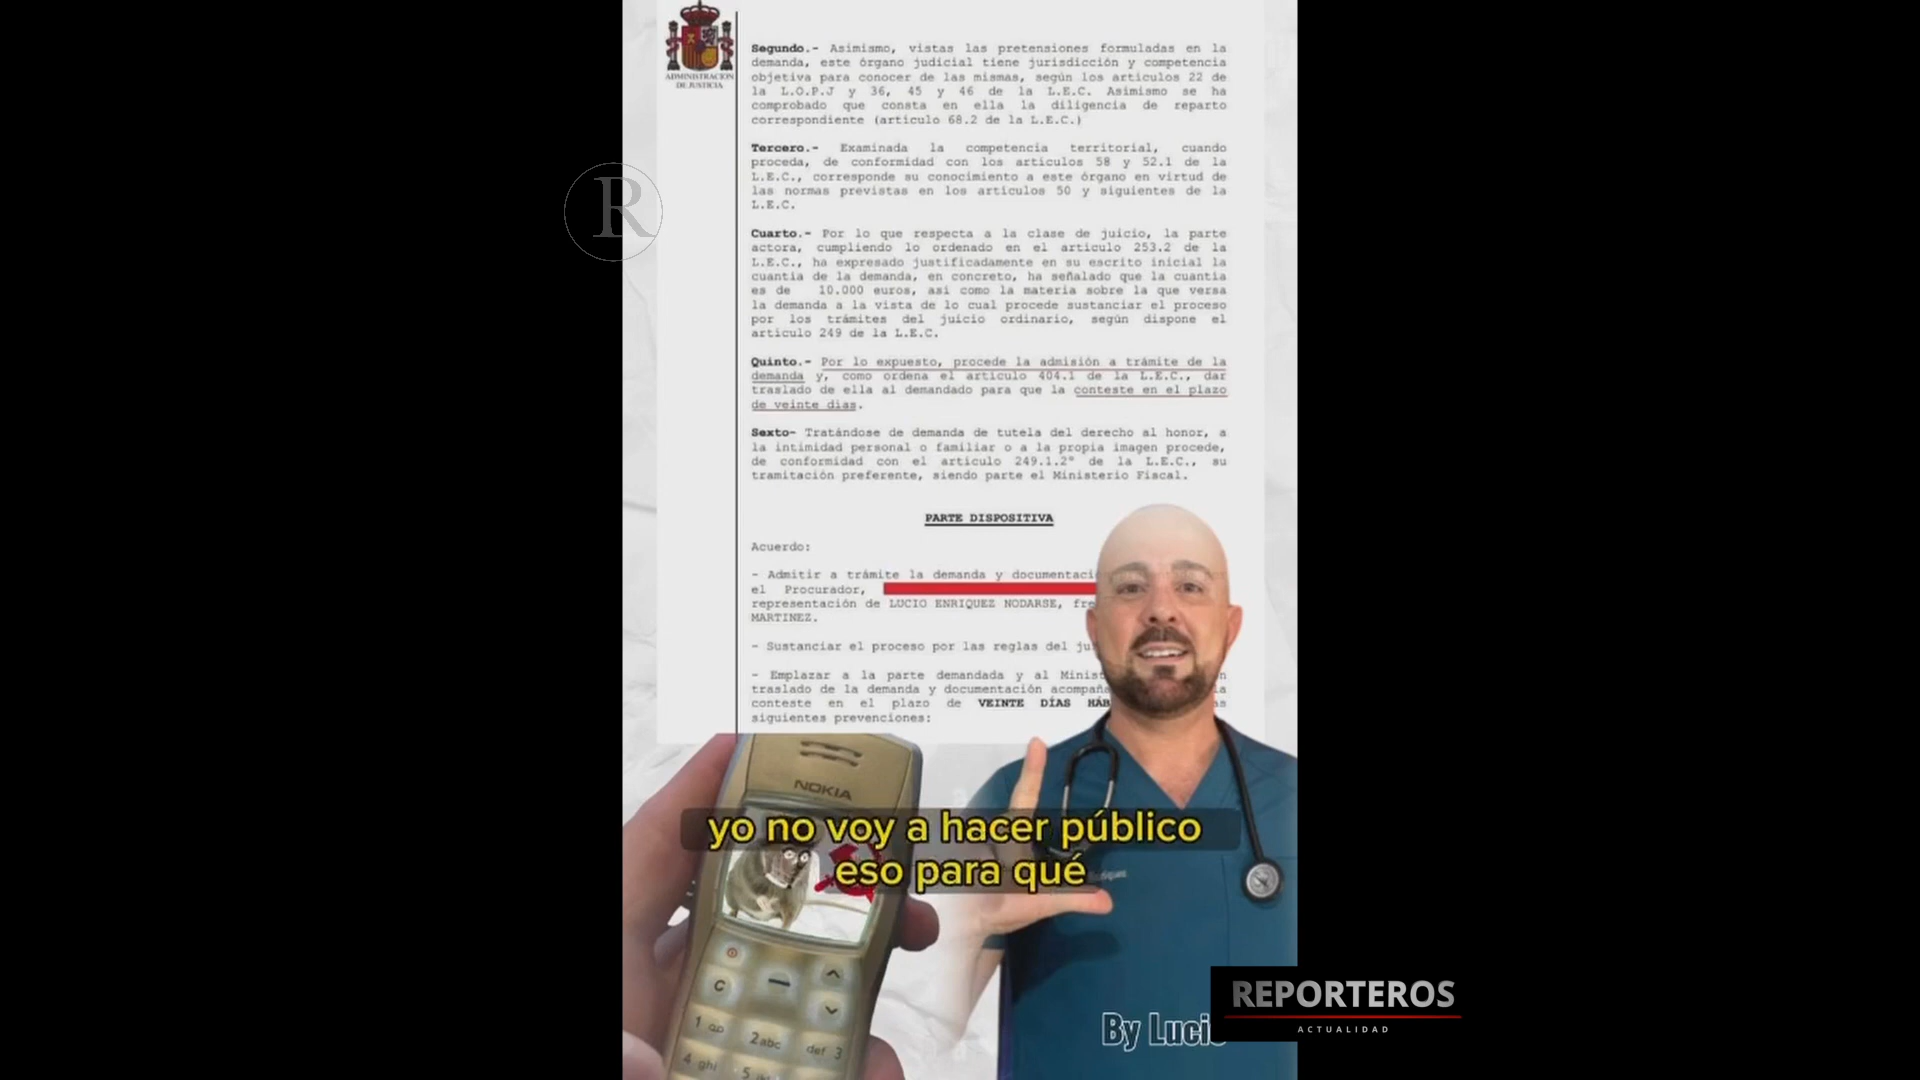 ADMINISTRACION
DE JUSTICIA
Segundo.- Asimismo, vistas las pretensiones formuladas en la
demanda, este órgano judicial tiene jurisdicción y competencia
objetiva para conocer de las mismas, según los artículos 22 de
la L.O.P.J y 36, 45 y 46 de la L.E.C. Asimismo se ha
comprobado que consta en ella la diligencia de reparto
correspondiente (artículo 68.2 de la L.E.C.)
Tercero.- Examinada la competencia territorial, cuando
proceda, de conformidad con los artículos 58 y 52.1 de la
L.E.C., corresponde su conocimiento a este órgano en virtud de
las normas previstas en los artículos 50 y siguientes de la
L.E.C.
R
Cuarto.- Por lo que respecta a la clase de juicio, la parte
actora, cumpliendo lo ordenado en el artículo 253.2 de la
L.E.C., ha expresado justificadamente en su escrito inicial la
cuantía de la demanda, en concreto, ha señalado que la cuantía
es de 10.000 euros, así como la materia sobre la que versa
la demanda a la vista de lo cual procede sustanciar el proceso
por los trámites del juicio ordinario, según dispone el
artículo 249 de la L.E.C.
Quinto.- Por lo expuesto, procede la admisión a trámite de la
demanda y, como ordena el artículo 404.1 de la L.E.C., dar
traslado de ella al demandado para que la conteste en el plazo
de veinte días.
Sexto- Tratándose de demanda de tutela del derecho al honor, a
la intimidad personal o familiar o a la propia imagen procede,
de conformidad con el artículo 249.1.2º de la L.E.C., su
tramitación preferente, siendo parte el Ministerio Fiscal.
PARTE DISPOSITIVA
Acuerdo:
- Admitir a trámite la demanda y
el Procurador,
representación de LUCIO ENRIQUEZ NODARSE,
MARTINEZ.
- Sustanciar el proceso por las reglas del
- Emplazar a la parte demandada y al
traslado de la demanda y documentación
conteste en el plazo de VEINTE DÍAS
siguientes prevenciones:
NOKIA
yo no voy a hacer público
eso para qué
C
1
2abc
def 3
4 ghi
5
By Lucio
REPORTEROS
ACTUALIDAD